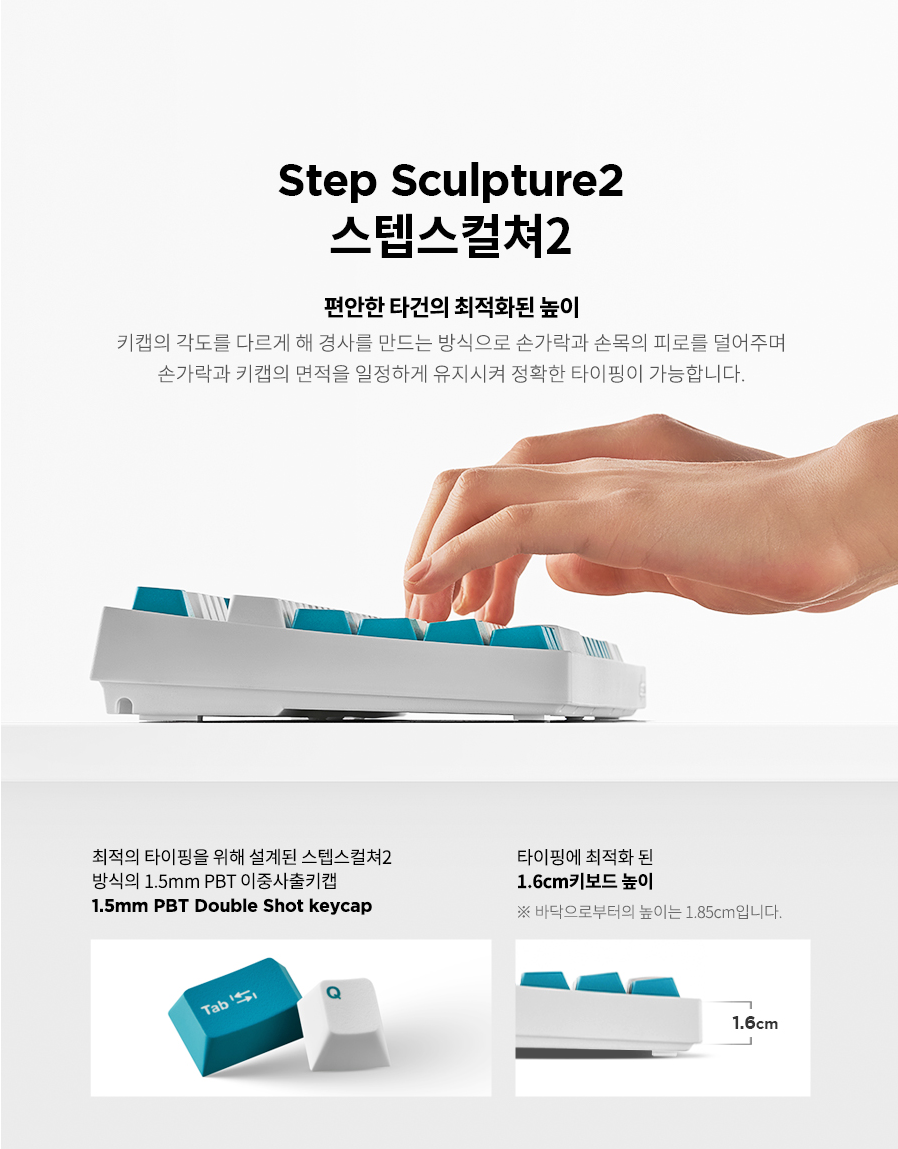 Step Sculpture2
스텝스컬쳐2
편안한 타건의 최적화된 높이
키캡의 각도를 다르게 해 경사를 만드는 방식으로 손가락과 손목의 피로를 덜어주며
손가락과 키캡의 면적을 일정하게 유지시켜 정확한 타이핑이 가능합니다.
최적의 타이핑을 위해 설계된 스텝스컬쳐2
방식의 1.5mm PBT 이중사출키캡
1.5mm PBT Double Shot keycap
타이핑에 최적화 된
1.6cm키보드 높이
※ 바닥으로부터의 높이는 1.85cm입니다.
Tab
Q
1.6cm